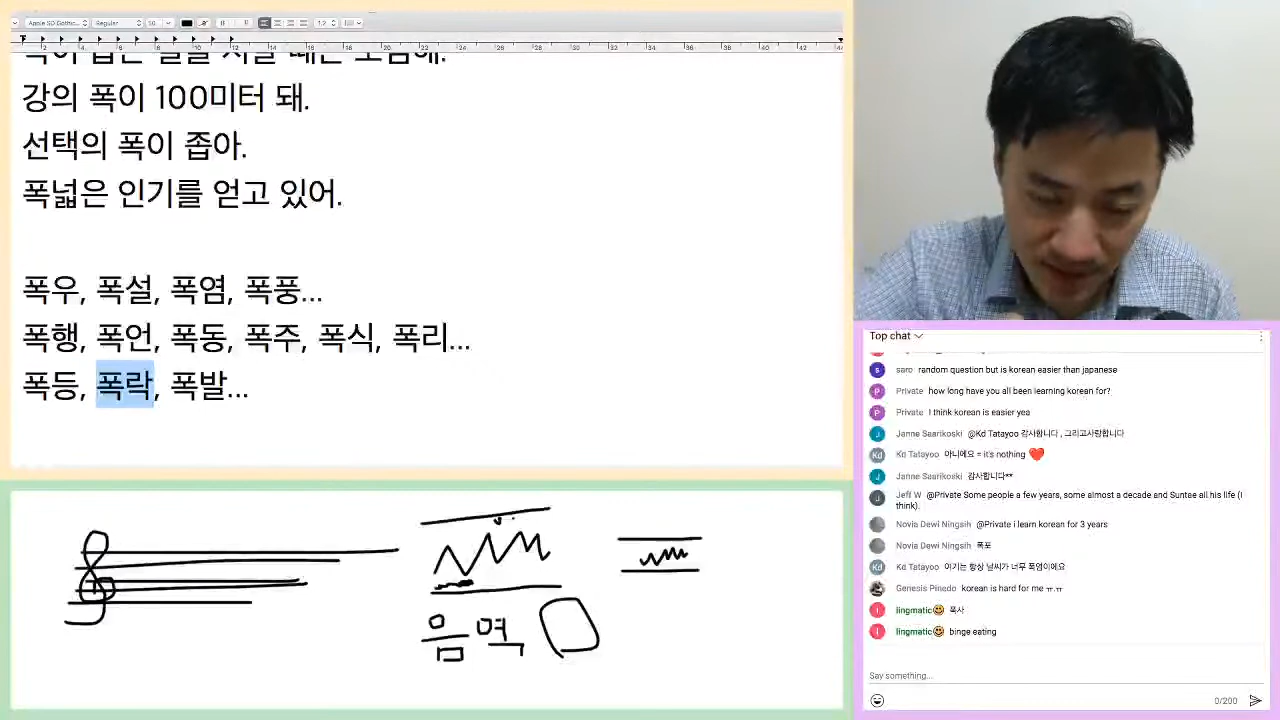 Apple SD Gothic... Regular
강의 폭이 100미터 돼.
선택의 폭이 좁아.
폭넓은 인기를 얻고 있어.
폭우, 폭설, 폭염, 폭풍...
폭행, 폭언, 폭동, 폭주, 폭식, 폭리...
폭등, 폭락, 폭발...
음역
Top chat
saro random question but is korean easier than japanese
Private how long have you all been learning korean for?
Private I think korean is easier yea
Janne Saarikoski @Kd Tatayoo 감사합니다 , 그리고사랑합니다
Kd Tatayoo 아니에요 = it's nothing ❤️
Janne Saarikoski 감사합니다**
Jeff W @Private Some people a few years, some almost a decade and Suntae all his life (I
think).
Novia Dewi Ningsih @Private i learn korean for 3 years
Novia Dewi Ningsih 폭포
Kd Tatayoo 여기는 항상 날씨가 너무 폭염이에요
Genesis Pinedo korean is hard for me ㅠㅠ
lingmatic😃 폭사
lingmatic😃 binge eating
Say something...
0/200